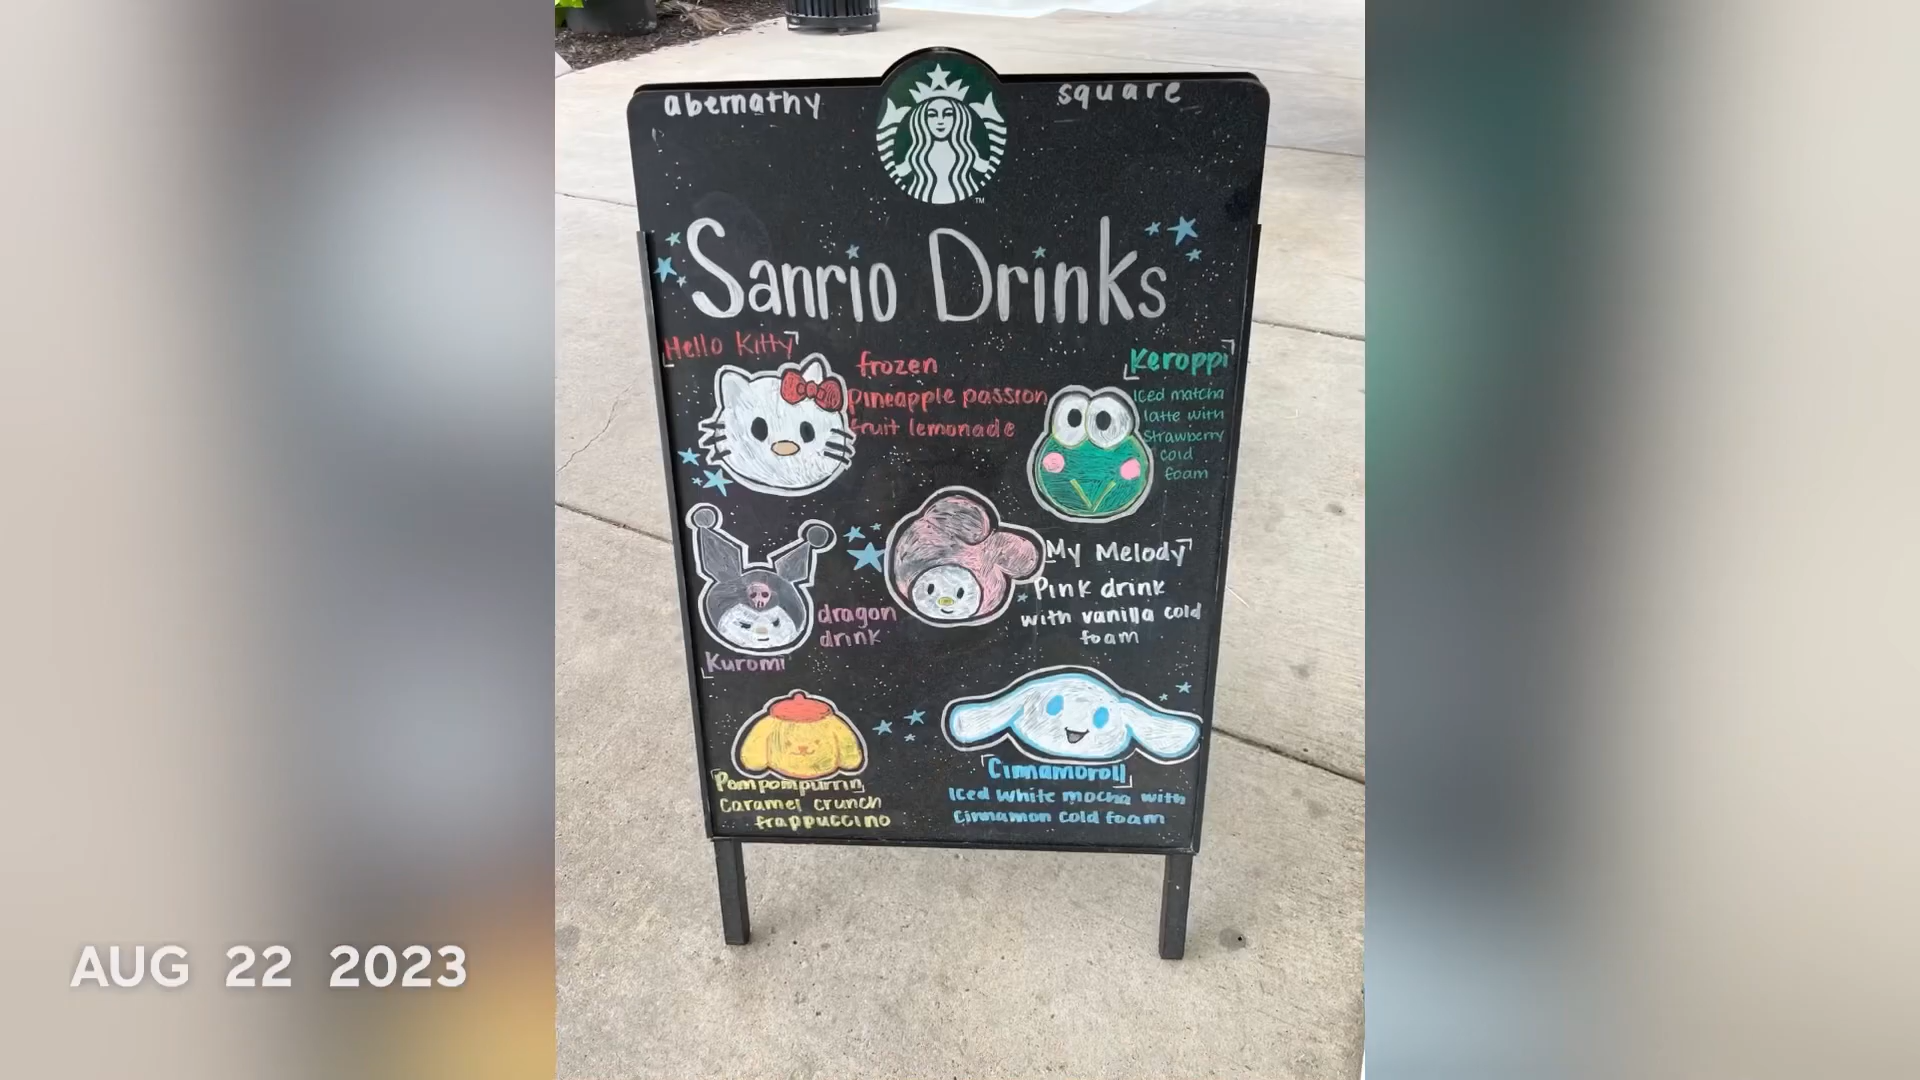 abernathy square
TM
Sanrio Drinks
Hello Kitty
frozen
pineapple passion
fruit lemonade
Keroppi
Iced matcha
latte with
Strawberry
cold
foam
My Melody
Pink drink
with vanilla cold
foam
dragon
drink
Kuromi
Pompompurrin
Caramel crunch
frappuccino
Cinnamoroll
Iced white mocha with
Cinnamon cold foam
AUG 22 2023